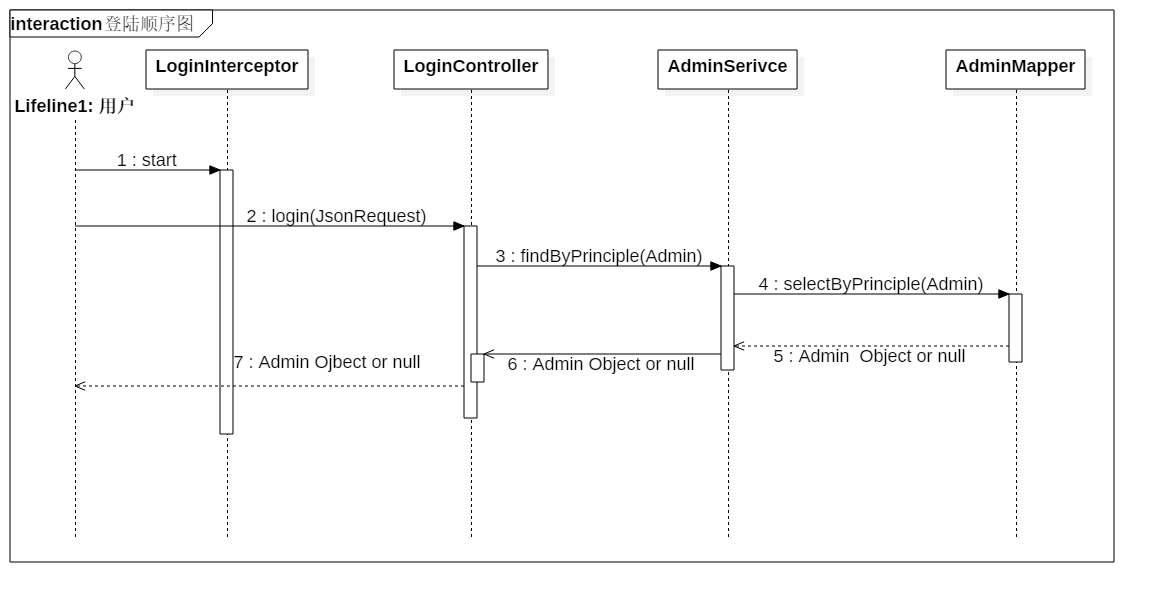 interaction 登陆顺序图
LoginInterceptor
LoginController
AdminSerivce
AdminMapper
Lifeline1: 用户
1 : start
2 : login(JsonRequest)
3 : findByPrinciple(Admin)
4 : selectByPrinciple(Admin)
5 : Admin  Object or null
6 : Admin Object or null
7 : Admin Ojbect or null